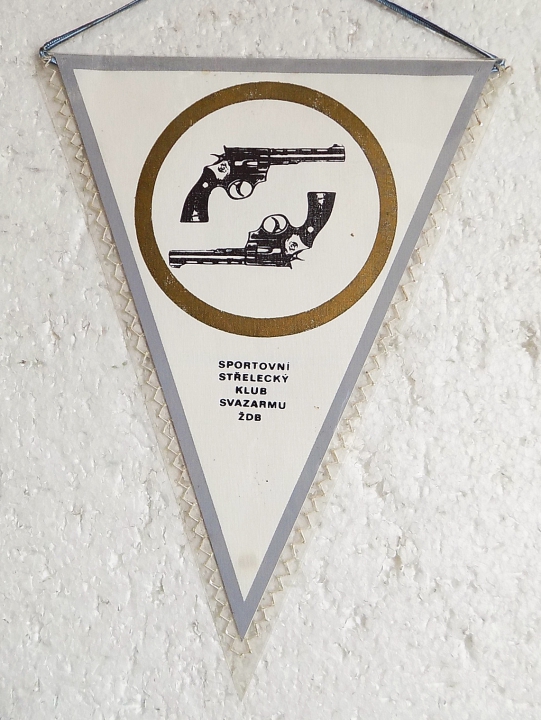 SPORTOVNÍ
STŘELECKÝ
KLUB
SVAZARMU
ŽDB